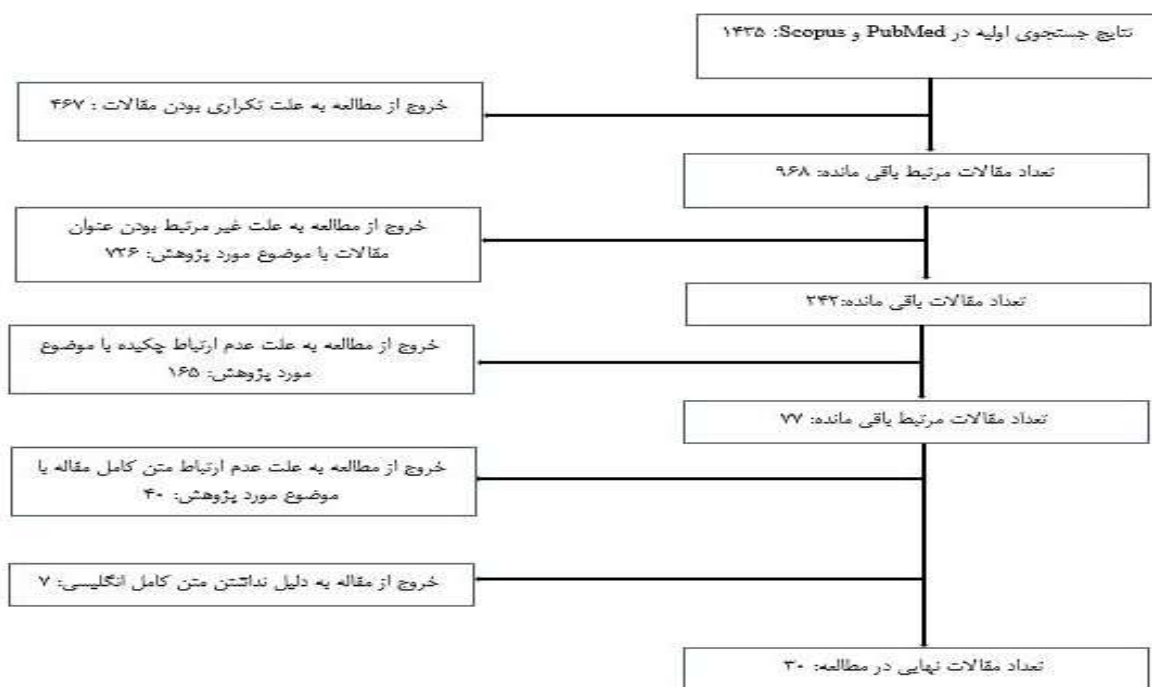 نتایج جستجوی اولیه در PubMed و Scopus: ۱۴۳۵
خروج از مطالعه به علت تکراری بودن مقالات : ۴۶۷
تعداد مقالات مرتبط باقی مانده: ۹۶۸
خروج از مطالعه به علت غیر مرتبط بودن عنوان
مقالات با موضوع مورد پژوهش: ۷۲۶
تعداد مقالات باقی مانده:۲۴۲
خروج از مطالعه به علت عدم ارتباط چکیده با موضوع
مورد پژوهش: ۱۶۵
تعداد مقالات مرتبط باقی مانده: ۷۷
خروج از مطالعه به علت عدم ارتباط متن کامل مقاله با
موضوع مورد پژوهش: ۴۰
خروج از مقاله به دلیل نداشتن متن کامل انگلیسی: ۷
تعداد مقالات نهایی در مطالعه: ۳۰